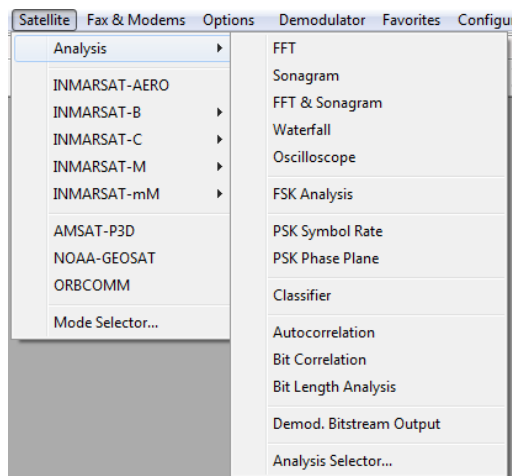 Satellite Fax & Modems Options Demodulator Favorites
Analysis
INMARSAT-AERO
INMARSAT-B
INMARSAT-C
INMARSAT-M
INMARSAT-mM
AMSAT-P3D
NOAA-GEOSAT
ORBCOMM
Mode Selector...
FFT
Sonagram
FFT & Sonagram
Waterfall
Oscilloscope
FSK Analysis
PSK Symbol Rate
PSK Phase Plane
Classifier
Autocorrelation
Bit Correlation
Bit Length Analysis
Demod. Bitstream Output
Analysis Selector...